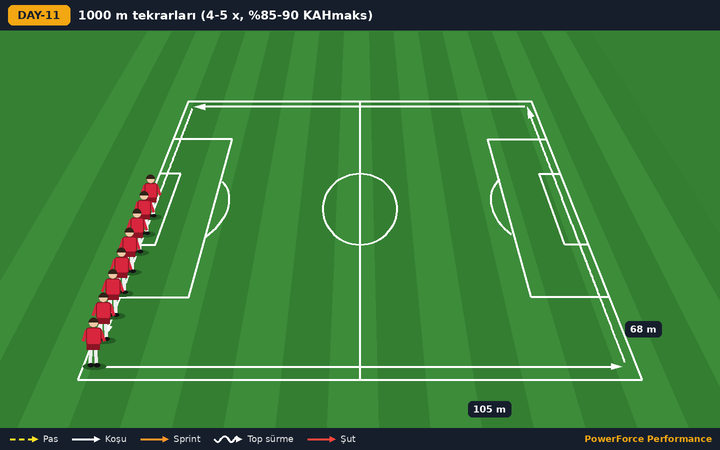 DAY-11 1000 m tekrarları (4-5 x, %85-90 KAHmaks)
68 m
105 m
Pas Koşu Sprint Top sürme Şut PowerForce Performance